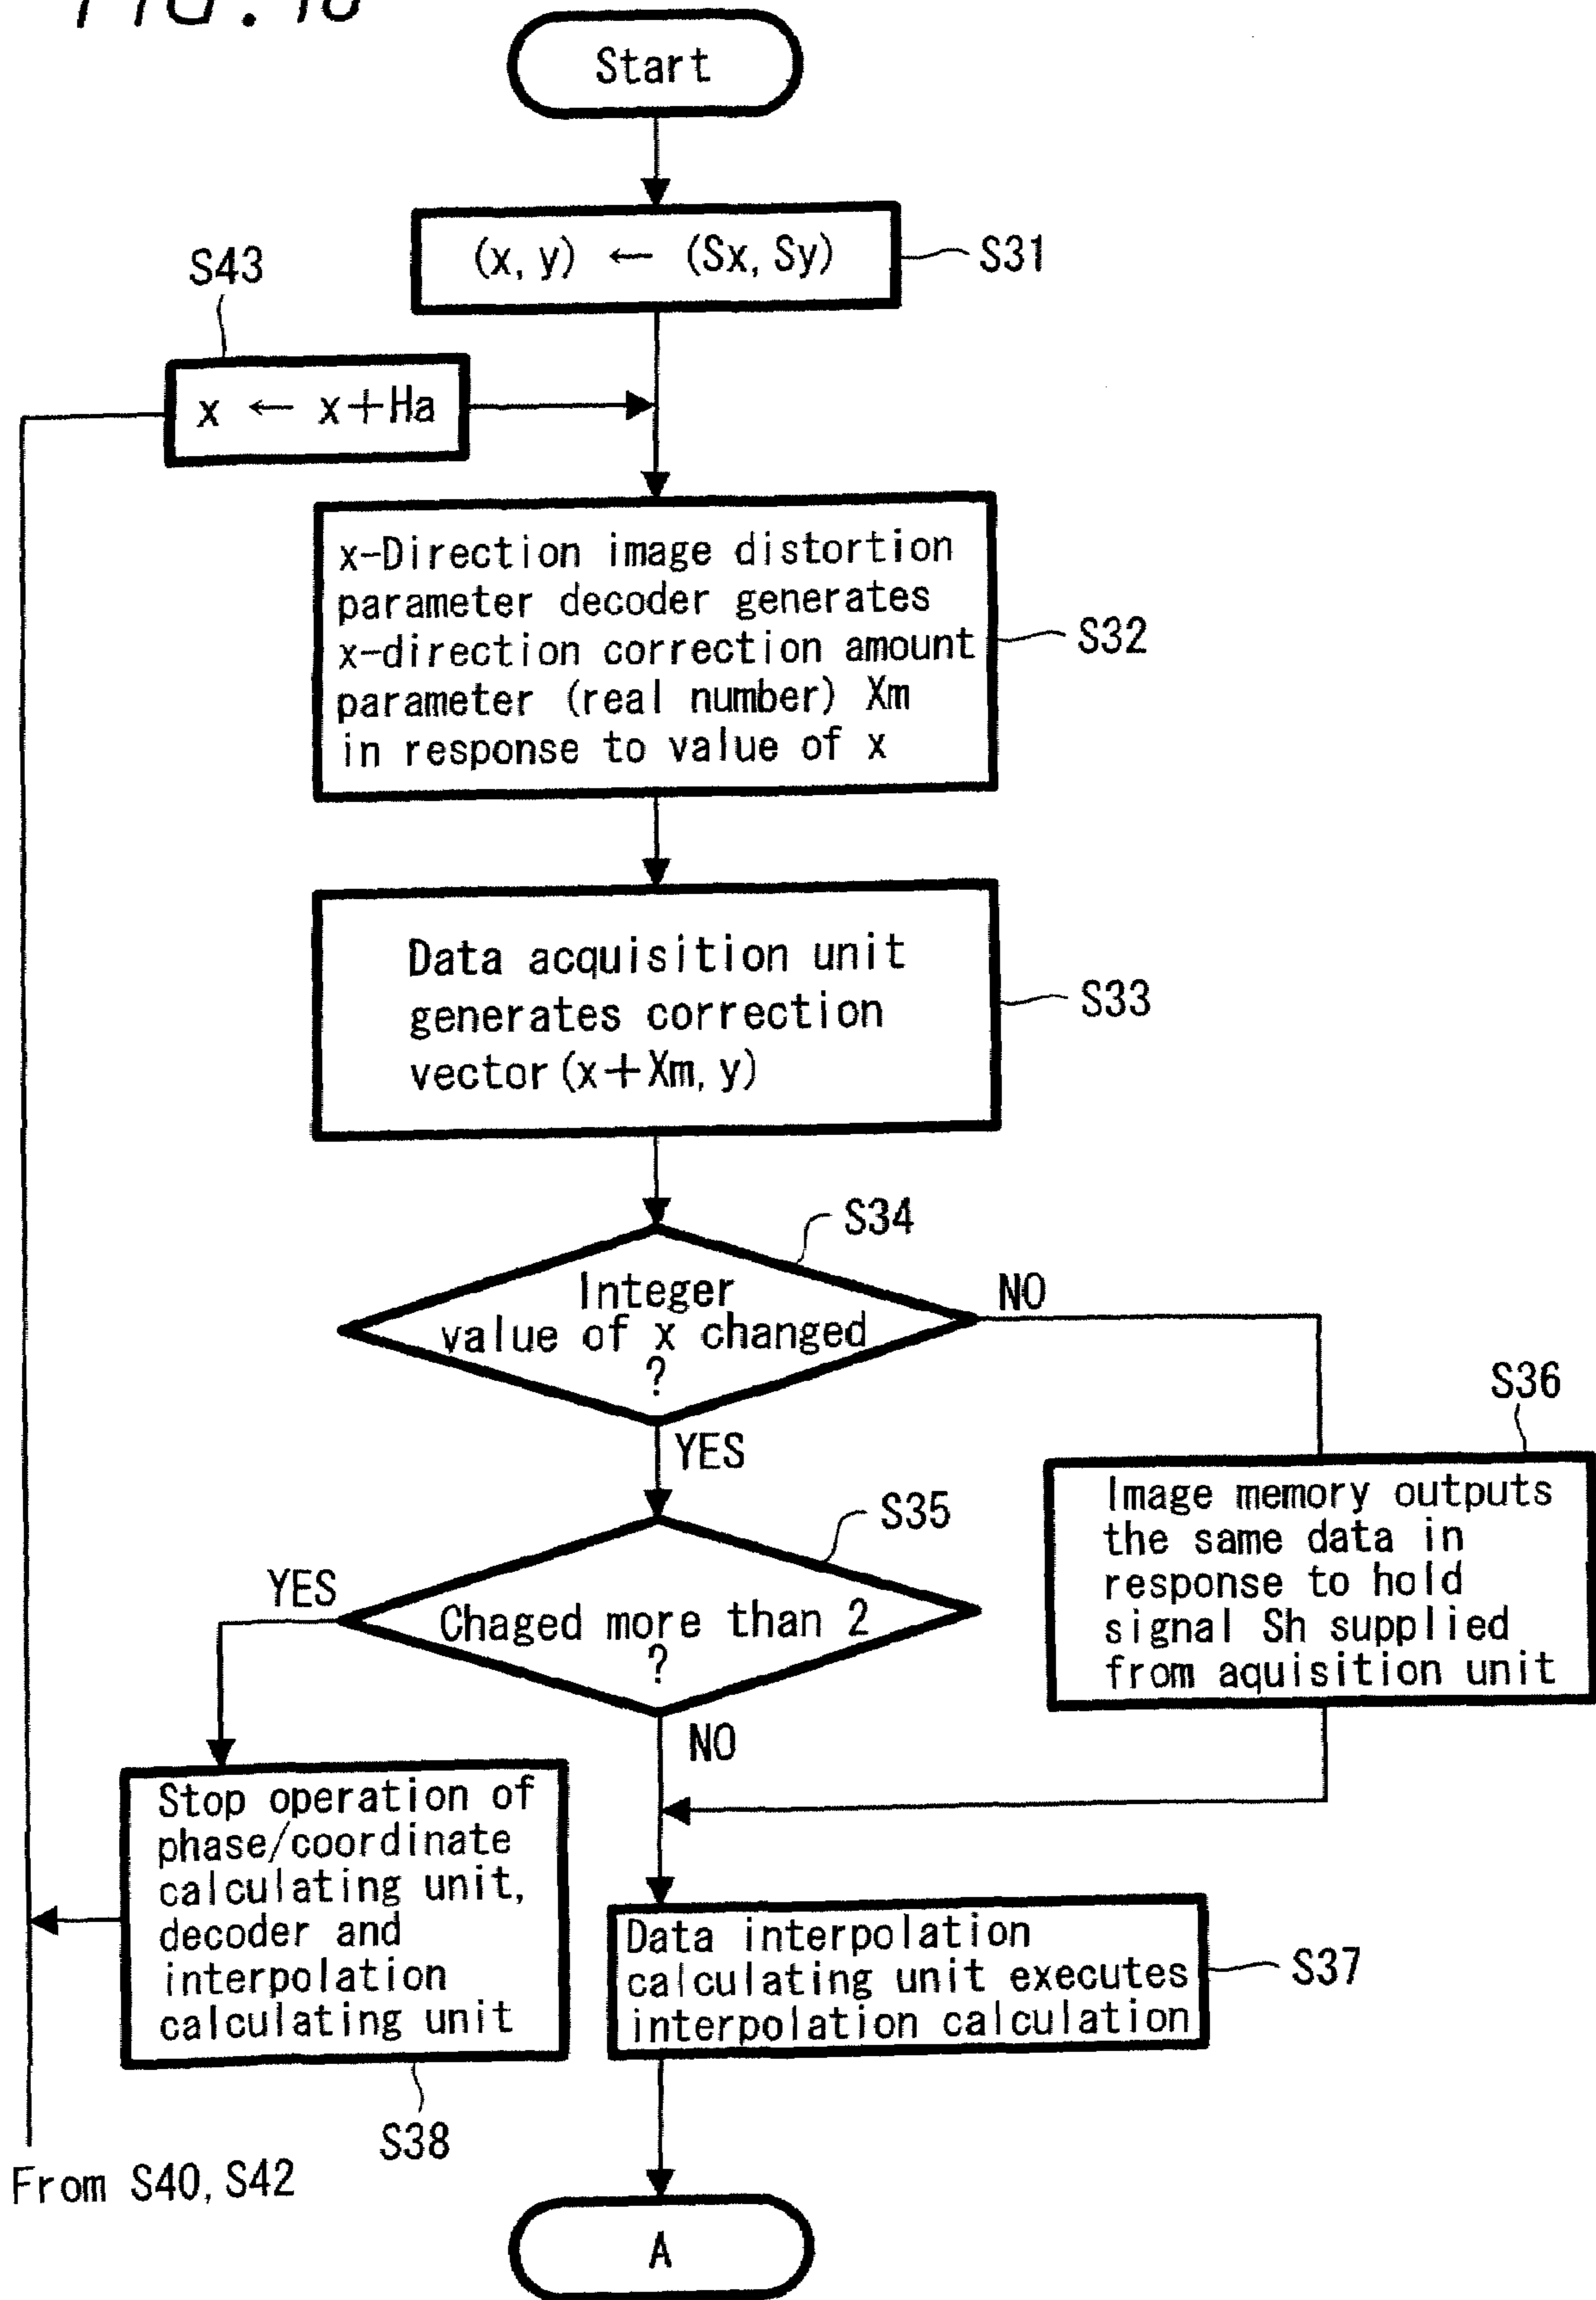 Start
(x, y) ← (Sx, Sy)
S31
S43
x ← x+Ha
x-Direction image distortion
parameter decoder generates
x-direction correction amount
parameter (real number) Xm
in response to value of x
S32
Data acquisition unit
generates correction
vector(x+Xm, y)
S33
S34
Integer
value of x changed
?
NO
YES
S36
Image memory outputs
the same data in
response to hold
signal Sh supplied
from aquisition unit
S35
YES
Chaged more than 2
?
NO
Stop operation of
phase/coordinate
calculating unit,
decoder and
interpolation
calculating unit
S38
Data interpolation
calculating unit executes
interpolation calculation
S37
From S40, S42
A